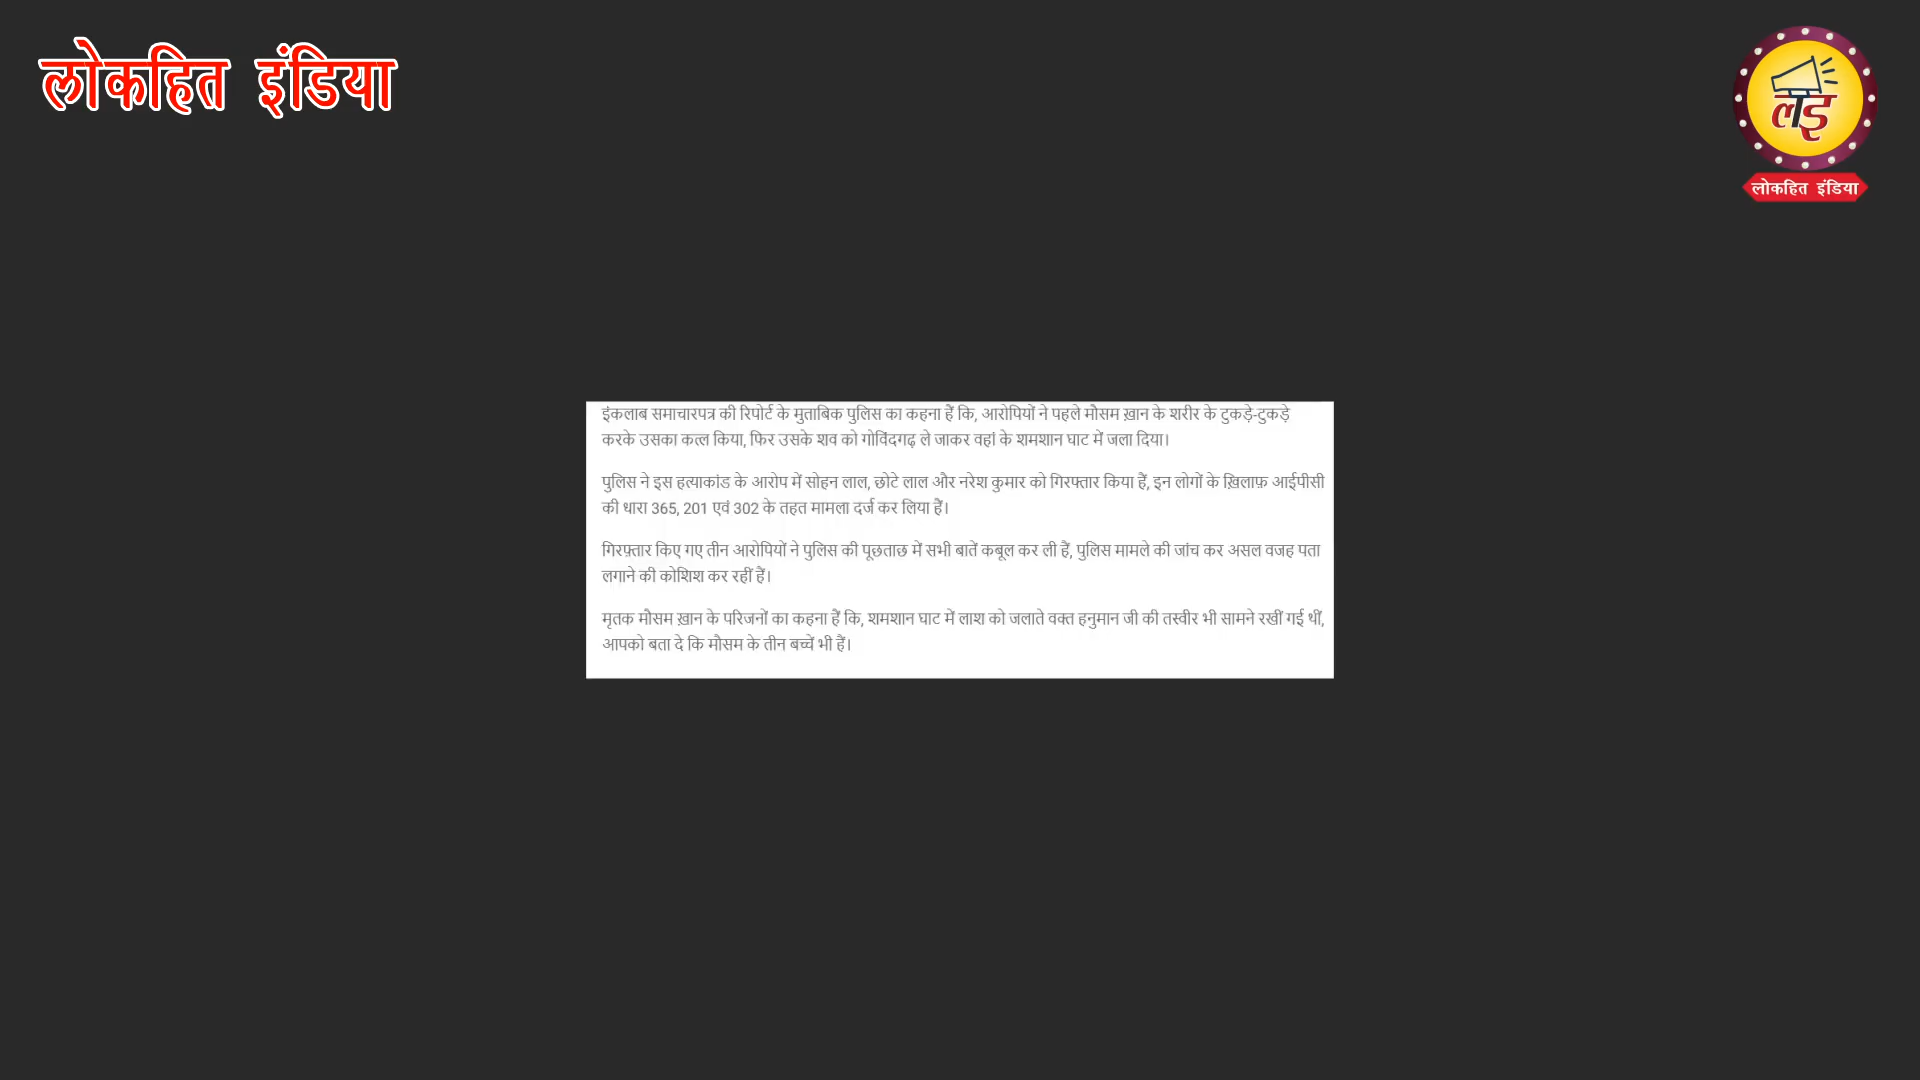 लोकहित इंडिया
लइ
लोकहित इंडिया
इंकलाब समाचारपत्र की रिपोर्ट के मुताबिक पुलिस का कहना हैं कि, आरोपियों ने पहले मौसम ख़ान के शरीर के टुकड़े-टुकड़े
करके उसका कत्ल किया, फिर उसके शव को गोविंदगढ़ ले जाकर वहां के शमशान घाट में जला दिया।
पुलिस ने इस हत्याकांड के आरोप में सोहन लाल, छोटे लाल और नरेश कुमार को गिरफ्तार किया हैं, इन लोगों के ख़िलाफ़ आईपीसी
की धारा 365, 201 एवं 302 के तहत मामला दर्ज कर लिया हैं।
गिरफ़्तार किए गए तीन आरोपियों ने पुलिस की पूछताछ में सभी बातें कबूल कर ली हैं, पुलिस मामले की जांच कर असल वजह पता
लगाने की कोशिश कर रहीं हैं।
मृतक मौसम ख़ान के परिजनों का कहना हैं कि, शमशान घाट में लाश को जलाते वक्त हनुमान जी की तस्वीर भी सामने रखीं गई थीं,
आपको बता दे कि मौसम के तीन बच्चें भी हैं।